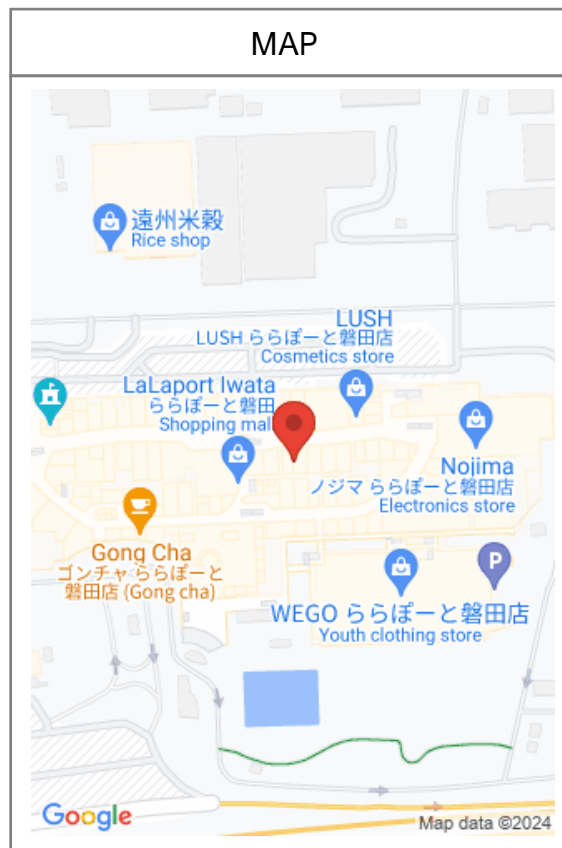 MAP
遠州米穀
Rice shop
LUSH
LUSH ららぽーと磐田店
Cosmetics store
LaLaport Iwata
ららぽーと磐田
Shopping mall
Nojima
ノジマ ららぽーと磐田店
Electronics store
Gong Cha
ゴンチャ ららぽーと
磐田店 (Gong cha)
P
WEGO ららぽーと磐田店
Youth clothing store
Google
Map data ©2024